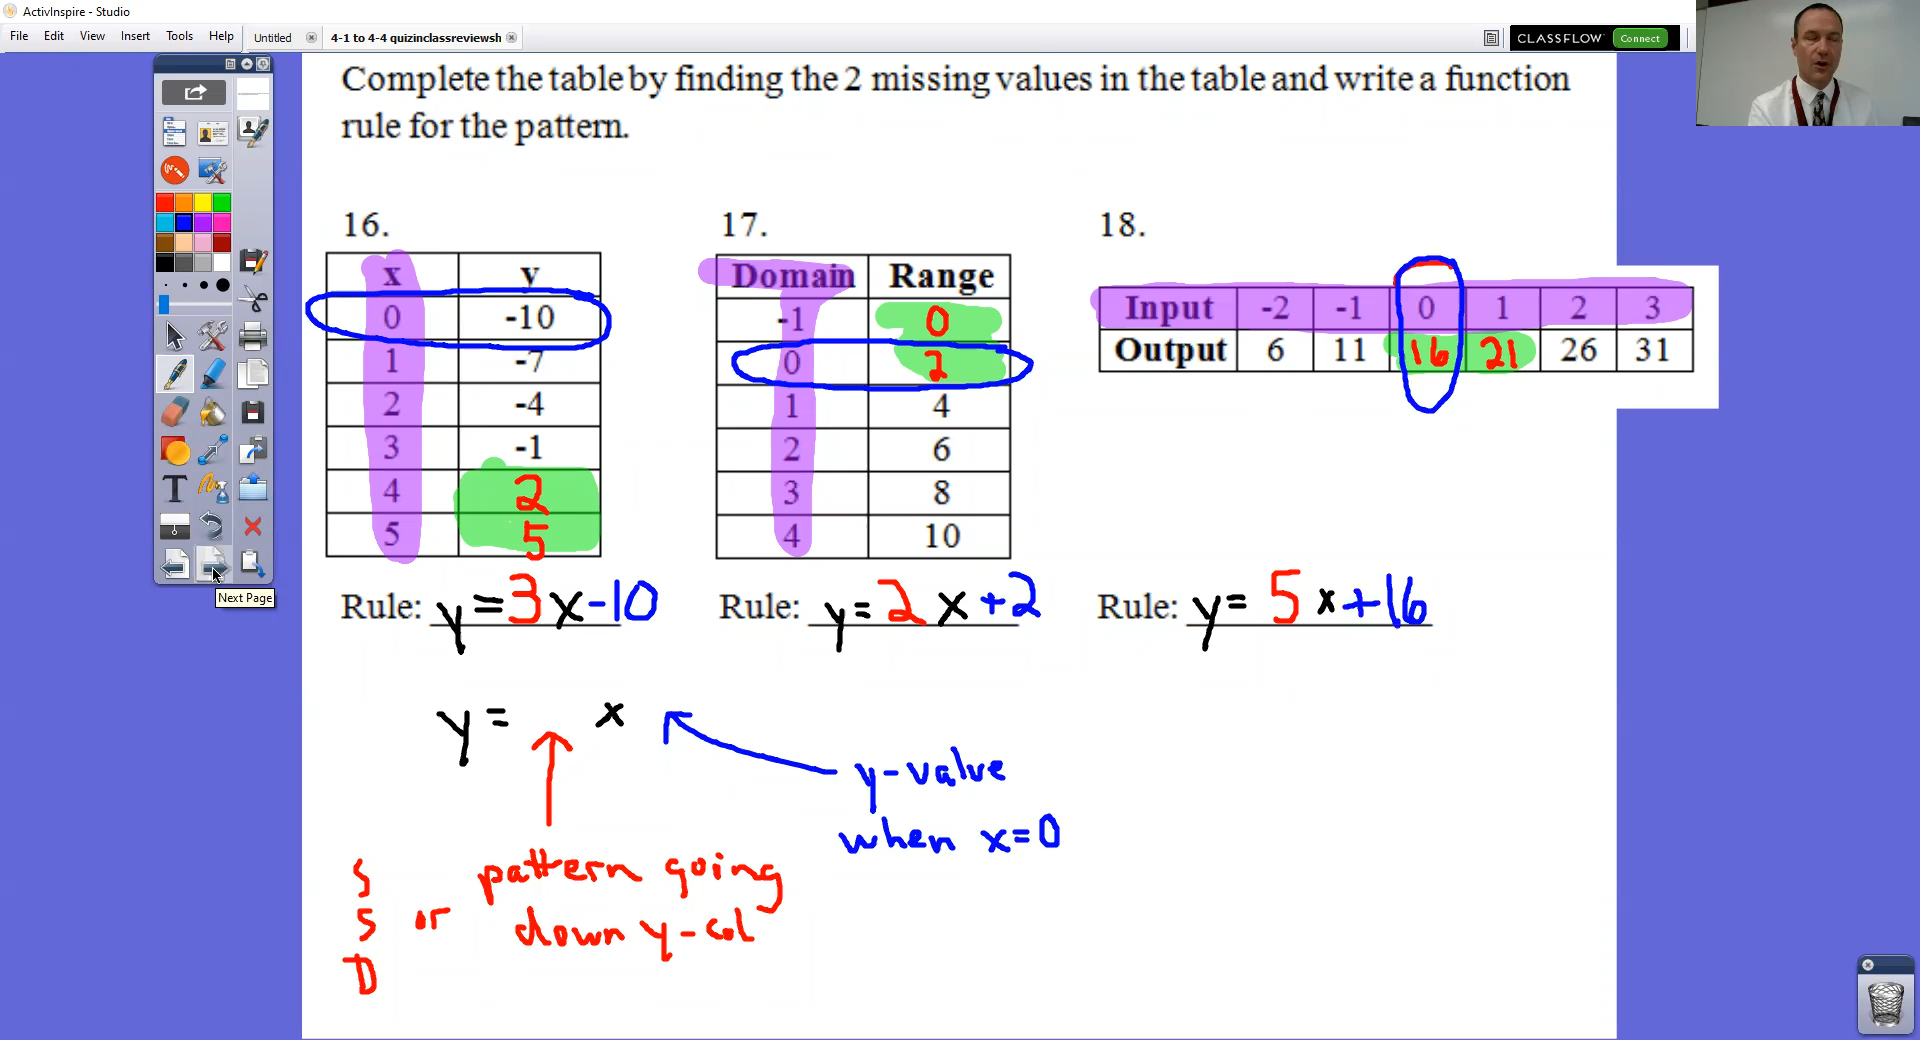 ActivInspire - Studio
File Edit View Insert Tools Help
Untitled 4-1 to 4-4 quizinclassreviewsh
CLASSFLOW Connect
Complete the table by finding the 2 missing values in the table and write a function
rule for the pattern.
16. 17. 18.
x y
0 -10
1 -7
2 -4
3 -1
4 2
5 5
Domain Range
-1 0
0 2
1 4
2 6
3 8
4 10
Input -2 -1 0 1 2 3
Output 6 11 16 21 26 31
Next Page
Rule: y=3x-10 Rule: y=2x+2 Rule: y=5x+16
y= x
y-value
when x=0
S
S or
D
pattern going
down y-col